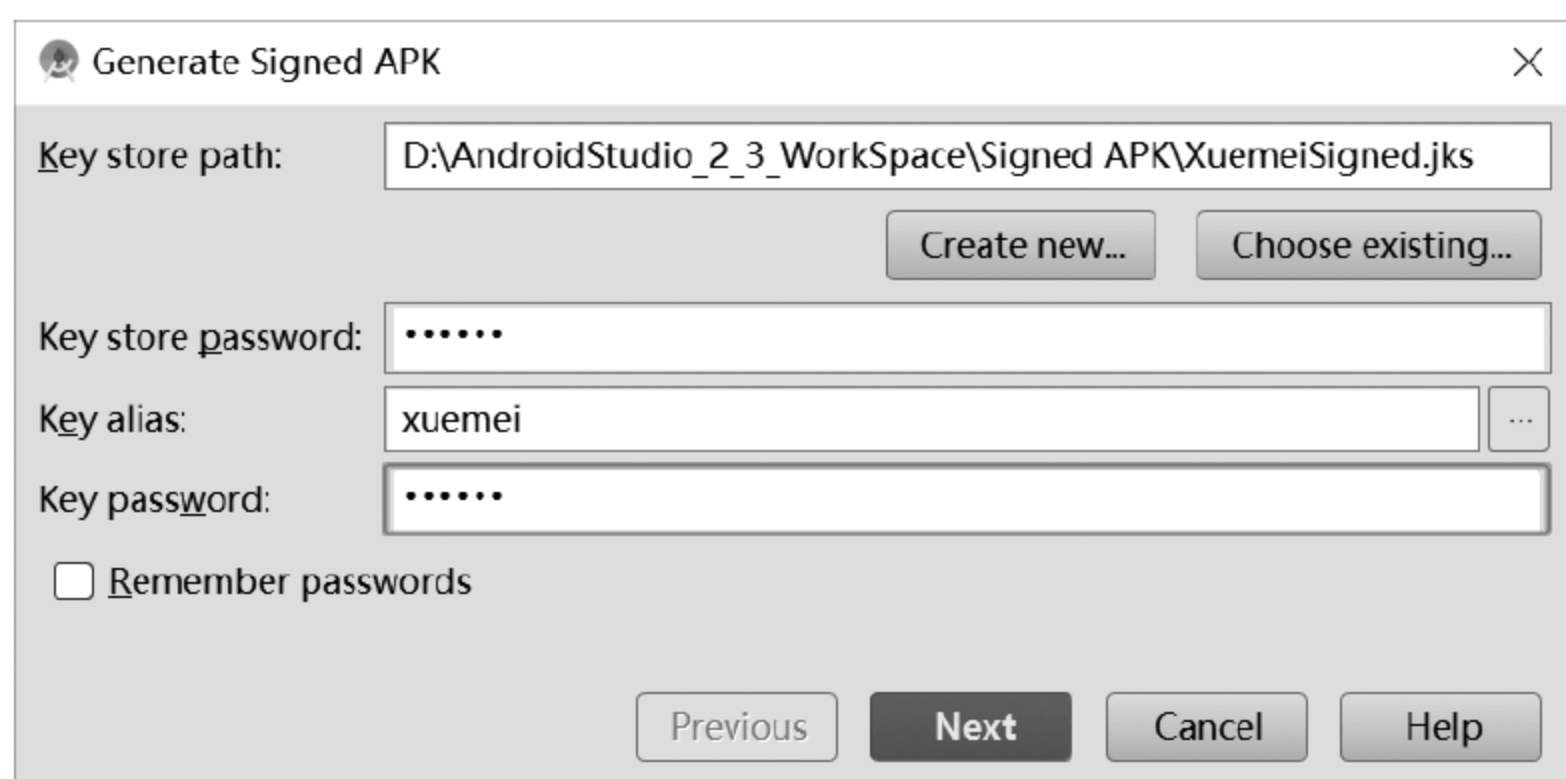 Generate Signed APK
Key store path: D:\AndroidStudio_2_3_WorkSpace\Signed APK\XuemeiSigned.jks
Create new... Choose existing...
Key store password: ••••••
Key alias: xuemei ...
Key password: ••••••
Remember passwords
Previous Next Cancel Help